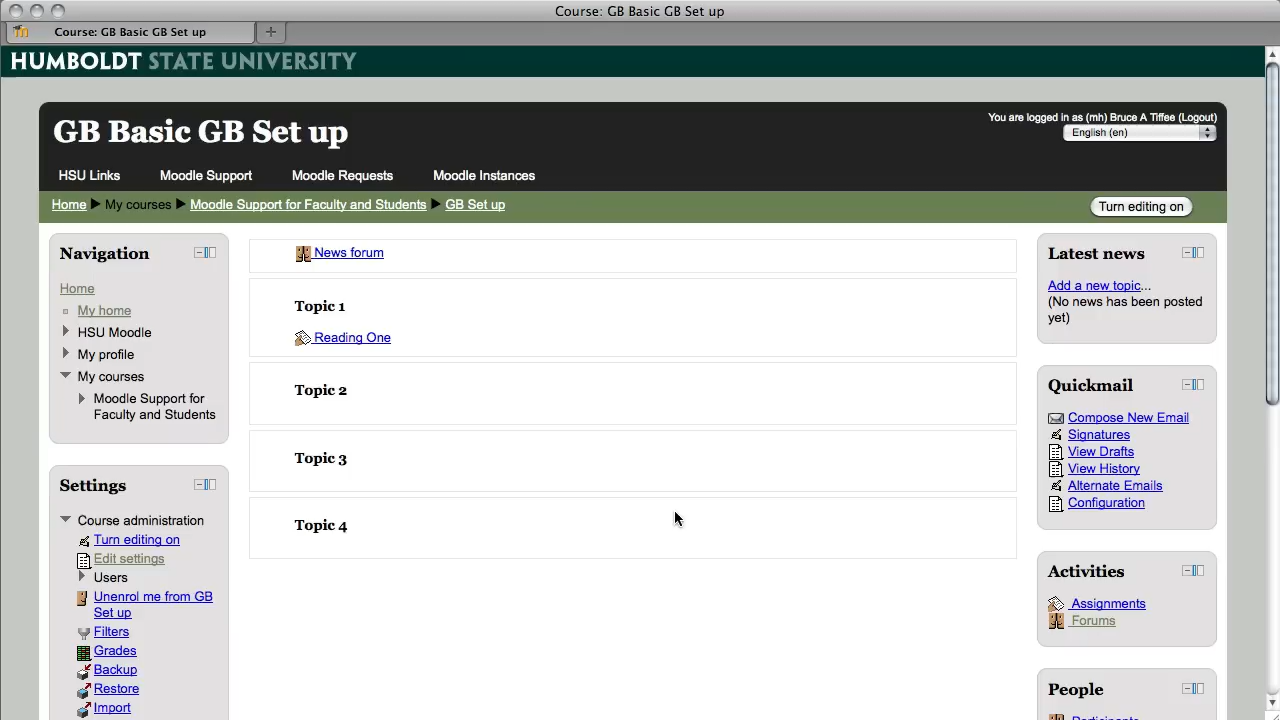 Course: GB Basic GB Set up
Course: GB Basic GB Set up
HUMBOLDT STATE UNIVERSITY
GB Basic GB Set up
You are logged in as (mh) Bruce A Tiffee (Logout)
English (en)
HSU Links
Moodle Support
Moodle Requests
Moodle Instances
Home
My courses
Moodle Support for Faculty and Students
GB Set up
Turn editing on
Navigation
Home
My home
HSU Moodle
My profile
My courses
Moodle Support for
Faculty and Students
Settings
Course administration
Turn editing on
Edit settings
Users
Unenrol me from GB
Set up
Filters
Grades
Backup
Restore
Import
News forum
Topic 1
Reading One
Topic 2
Topic 3
Topic 4
Latest news
Add a new topic...
(No news has been posted
yet)
Quickmail
Compose New Email
Signatures
View Drafts
View History
Alternate Emails
Configuration
Activities
Assignments
Forums
People
Participants